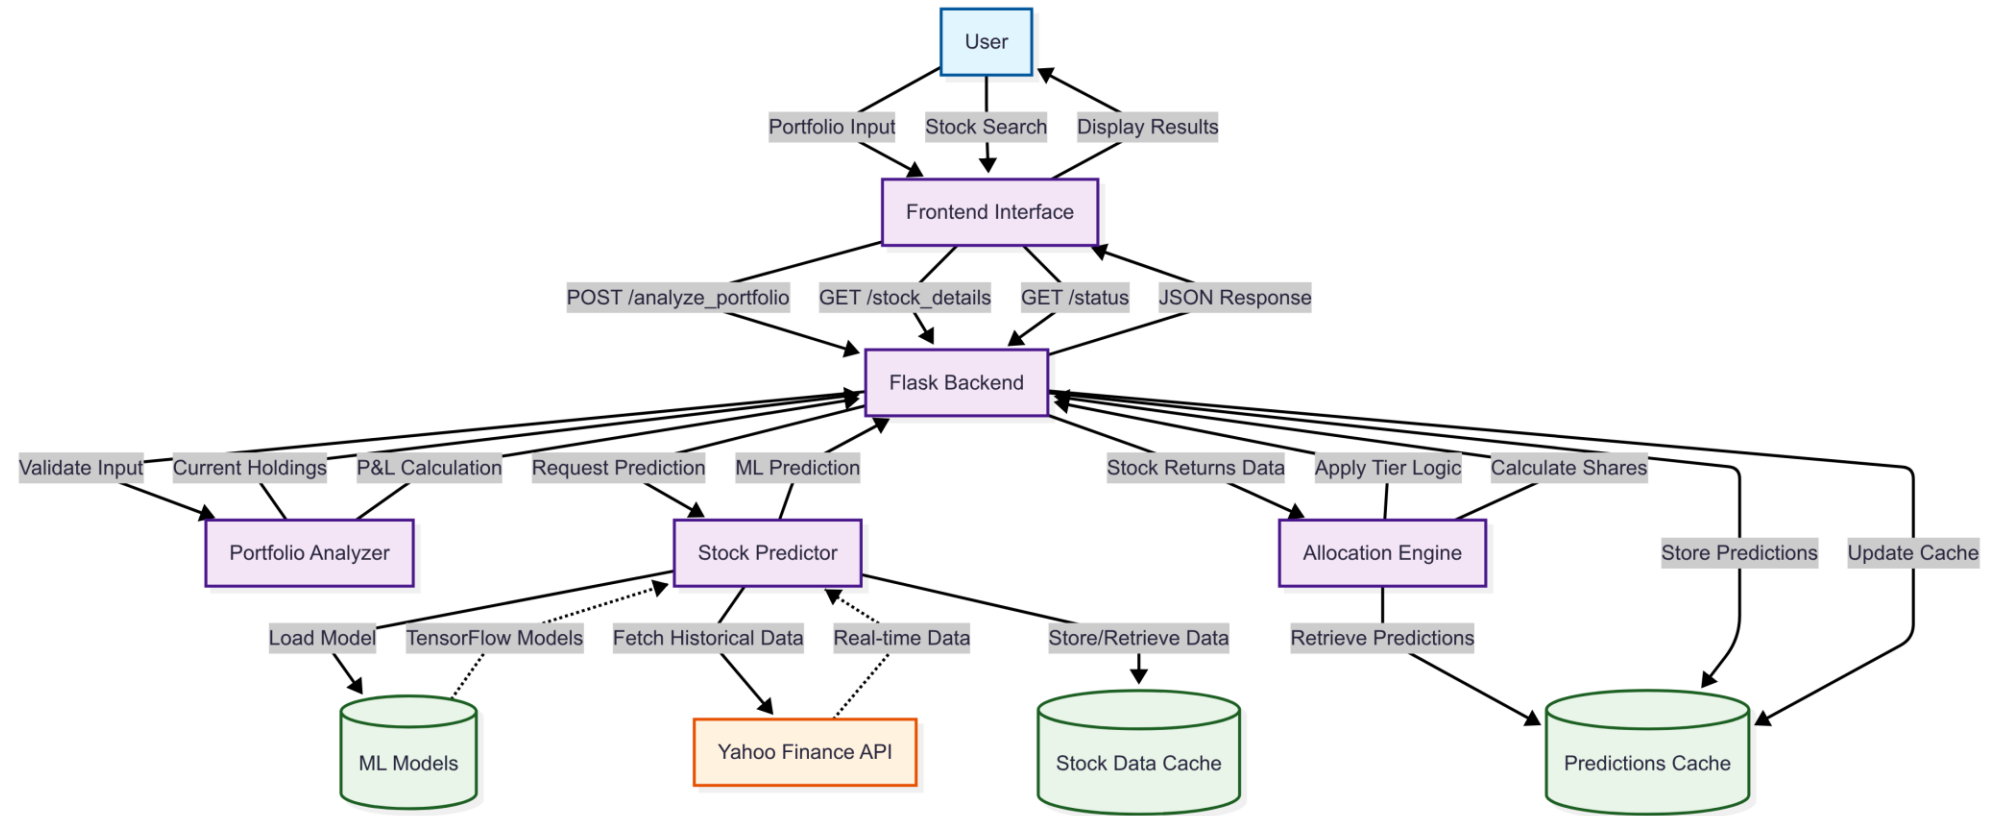 User
Portfolio Input
Stock Search
Display Results
Frontend Interface
POST /analyze_portfolio
GET /stock_details
GET /status
JSON Response
Flask Backend
Validate Input
Current Holdings
P&L Calculation
Request Prediction
ML Prediction
Stock Returns Data
Apply Tier Logic
Calculate Shares
Portfolio Analyzer
Stock Predictor
Allocation Engine
Store Predictions
Update Cache
Load Model
TensorFlow Models
Fetch Historical Data
Real-time Data
Store/Retrieve Data
Retrieve Predictions
ML Models
Yahoo Finance API
Stock Data Cache
Predictions Cache